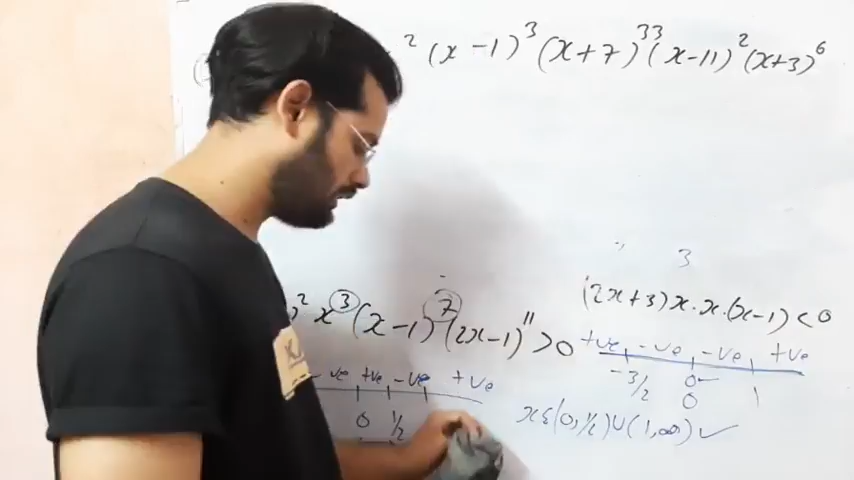 ² (x-1)³ (x+7)³³ (x-11)² (x+3)⁶
3
(2x+3)x.x.(x-1)<0
² x³ (x-1)⁷ (2x-1)¹¹ >0
+ve -ve -ve +ve
-3/2 0 1
0
-ve +ve -ve +ve
0 1/2
x ε(0,1/2)∪(1,∞) ✓